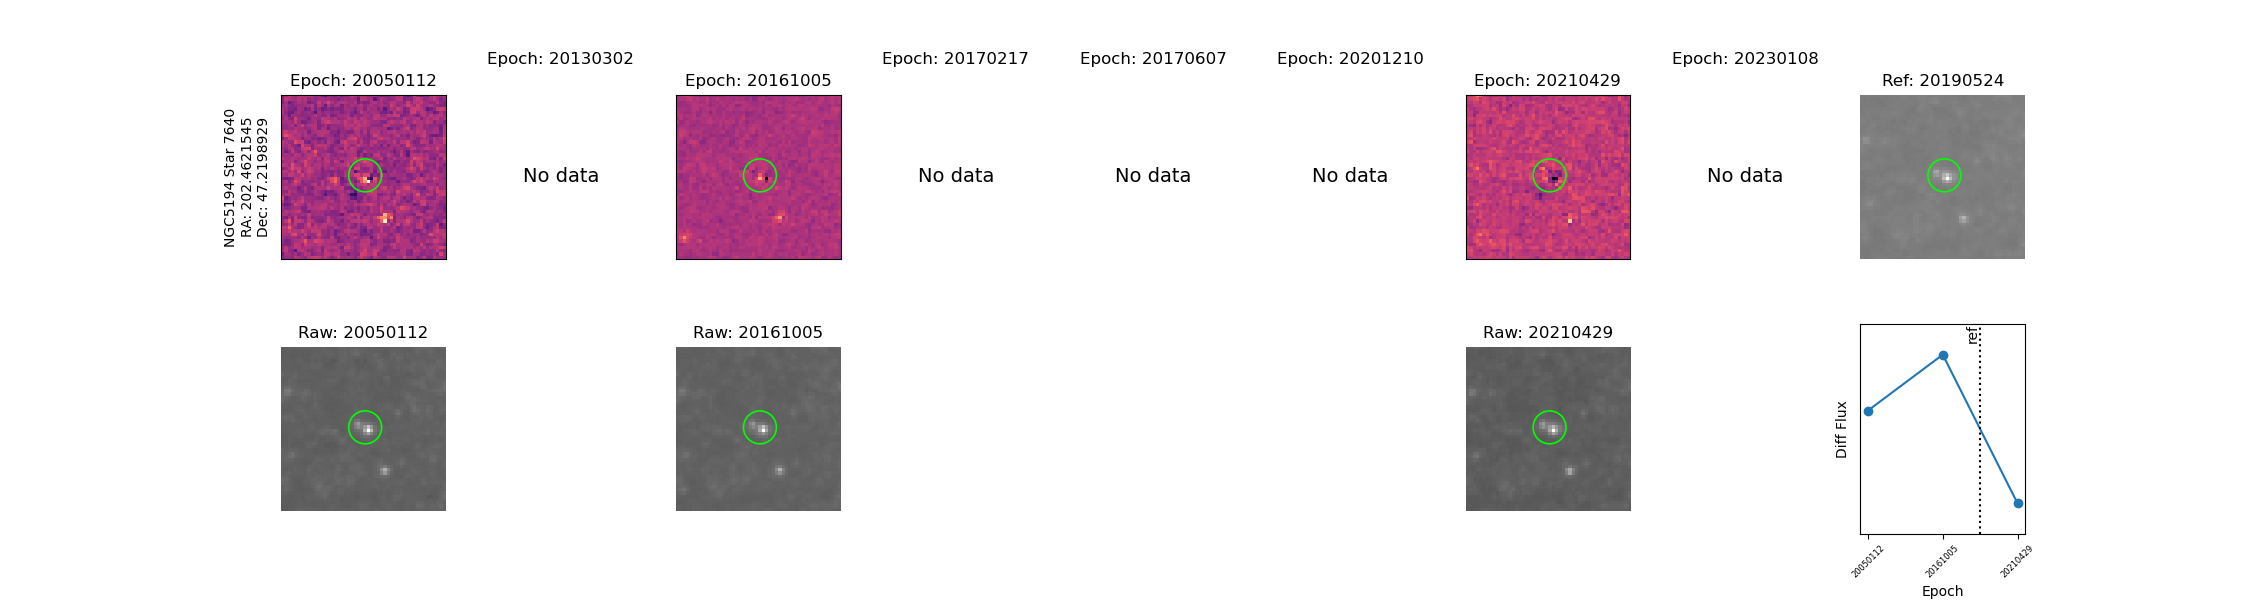 Epoch: 20050112
Epoch: 20130302
Epoch: 20161005
Epoch: 20170217
Epoch: 20170607
Epoch: 20201210
Epoch: 20210429
Epoch: 20230108
Ref: 20190524
NGC5194 Star 7640
RA: 202.4621545
Dec: 47.2198929
No data
No data
No data
No data
No data
Raw: 20050112
Raw: 20161005
Raw: 20210429
ref
Diff Flux
20050112
20161005
20210429
Epoch